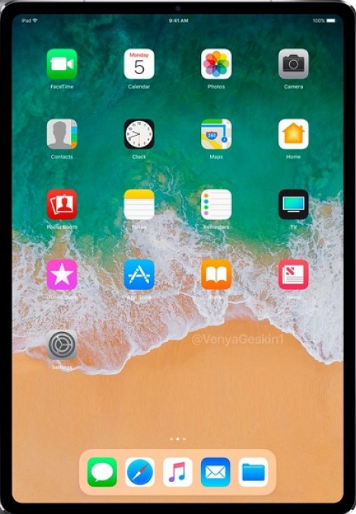 iPad 9:41 AM 100%
Monday
5
FaceTime Calendar Photos Camera
Contacts Clock Maps Home
Photo Booth Notes Reminders TV
iTunes Store App Store iBooks News
@VenyaGeskin1